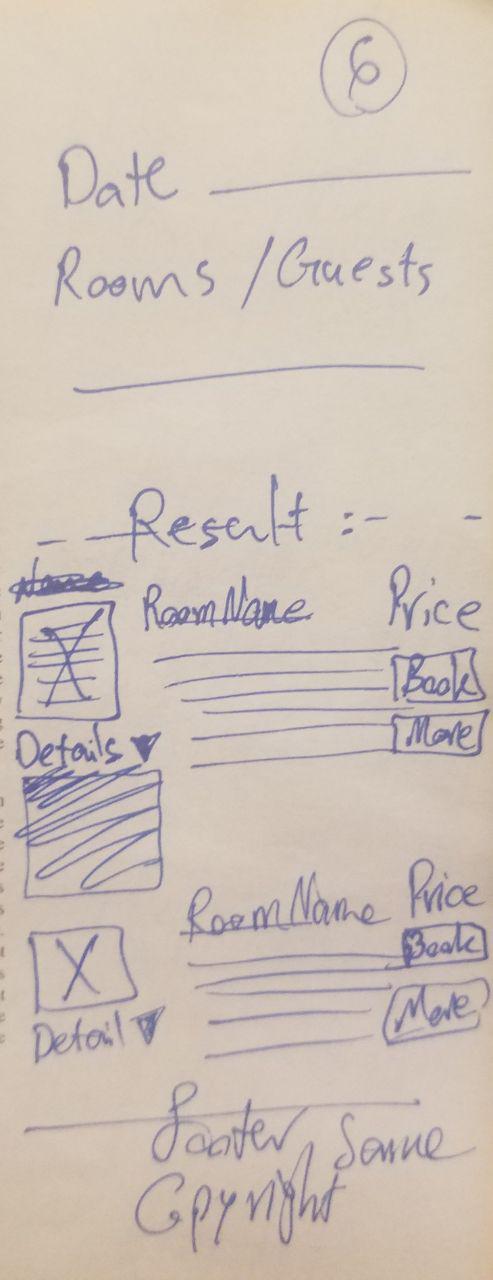 6
Date
Rooms / Guests
Result :-
RoomName Price
Book
More
Details
RoomName Price
Book
More
Detail
Footer Same
Copyright